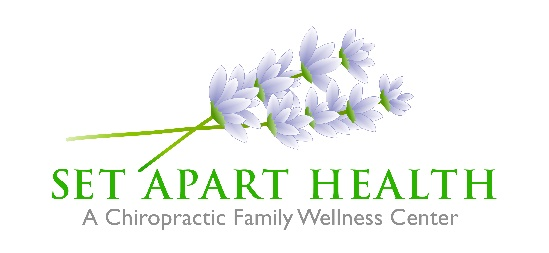 SET APART HEALTH
A Chiropractic Family Wellness Center